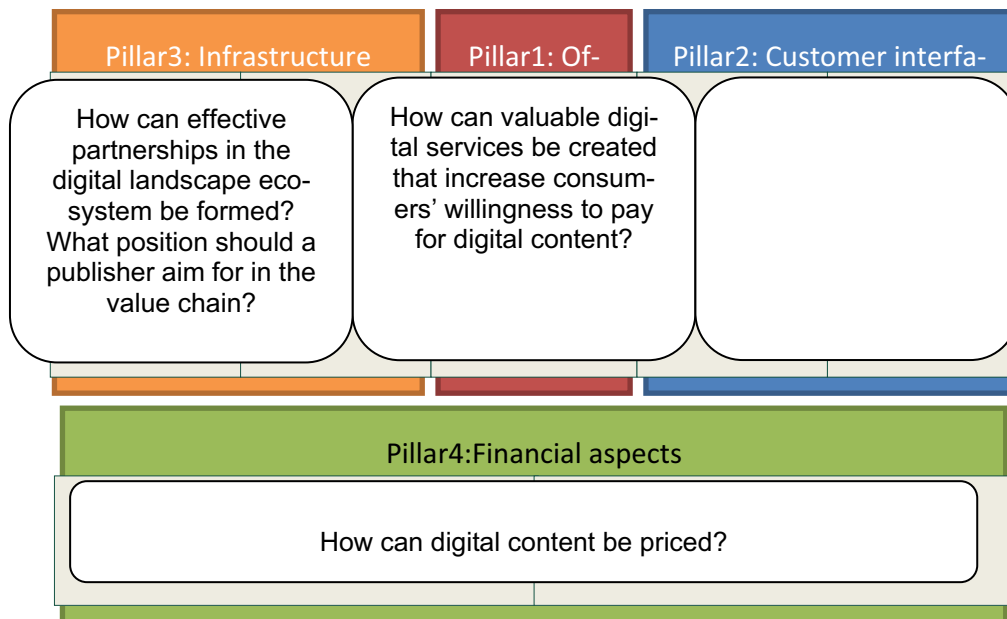 Pillar3: Infrastructure
How can effective
partnerships in the
digital landscape eco-
system be formed?
What position should a
publisher aim for in the
value chain?
Pillar1: Of-
How can valuable digi-
tal services be created
that increase consum-
ers’ willingness to pay
for digital content?
Pillar2: Customer interfa-
Pillar4:Financial aspects
How can digital content be priced?